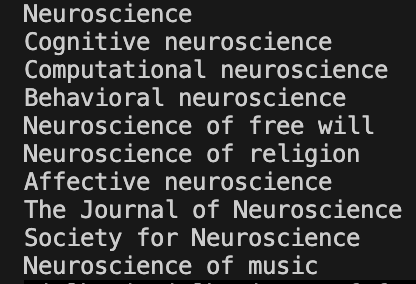 Neuroscience
Cognitive neuroscience
Computational neuroscience
Behavioral neuroscience
Neuroscience of free will
Neuroscience of religion
Affective neuroscience
The Journal of Neuroscience
Society for Neuroscience
Neuroscience of music